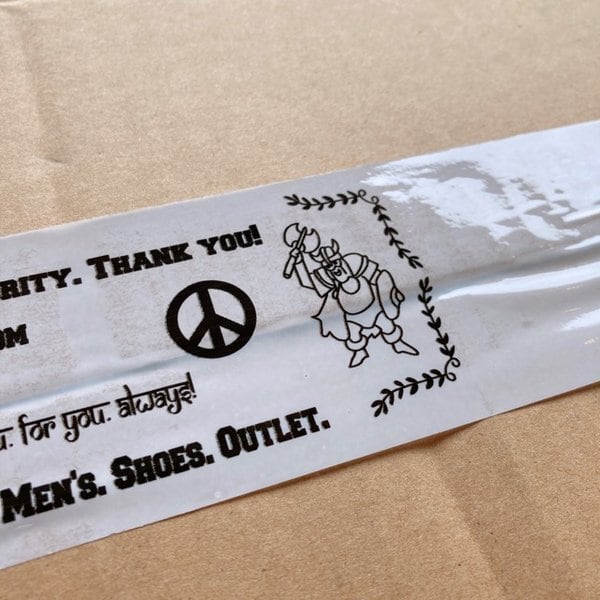 RITY. THANK YOU!
OM
u. for you. always!
MEN'S. SHOES. OUTLET.